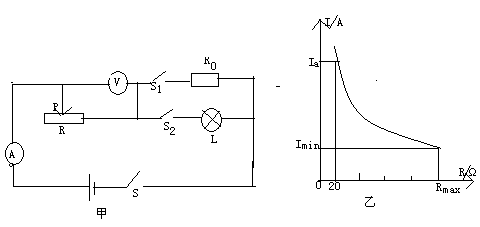 V
S1
R0
P
R
S2
L
A
S
甲
I/A
Ia
Imin
0
20
Rmax
R/Ω
乙